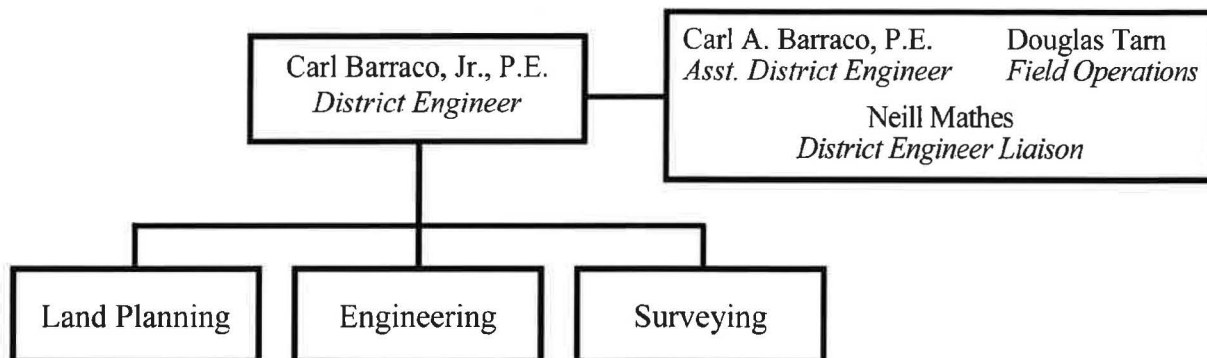 Carl Barraco, Jr., P.E.
District Engineer
Carl A. Barraco, P.E.
Asst. District Engineer
Douglas Tarn
Field Operations
Neill Mathes
District Engineer Liaison
Land Planning
Engineering
Surveying